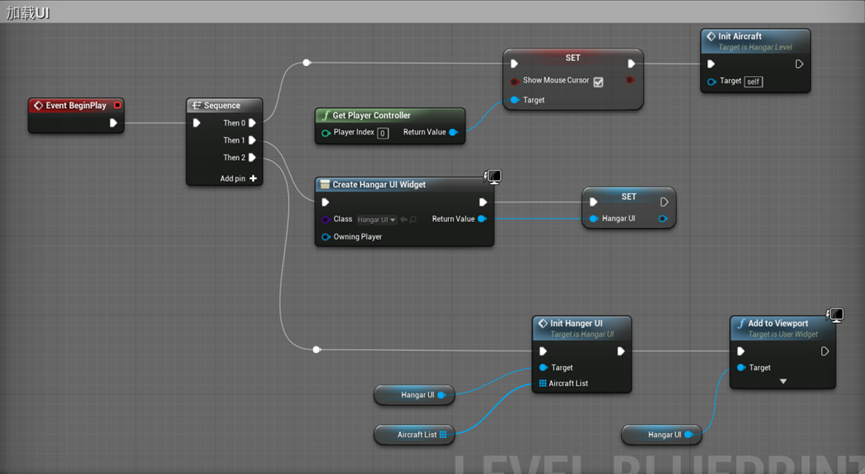 加载UI
Event BeginPlay
Sequence
Then 0
Then 1
Then 2
Add pin
Get Player Controller
Player Index 0 Return Value
SET
Show Mouse Cursor
Target
Init Aircraft
Target is Hangar Level
Target self
Create Hangar UI Widget
Class Hangar UI Return Value
Owning Player
SET
Hangar UI
Init Hanger UI
Target is Hangar UI
Target
Aircraft List
Hangar UI
Aircraft List
Add to Viewport
Target is User Widget
Target
Hangar UI
LEVEL BLUEPRINT